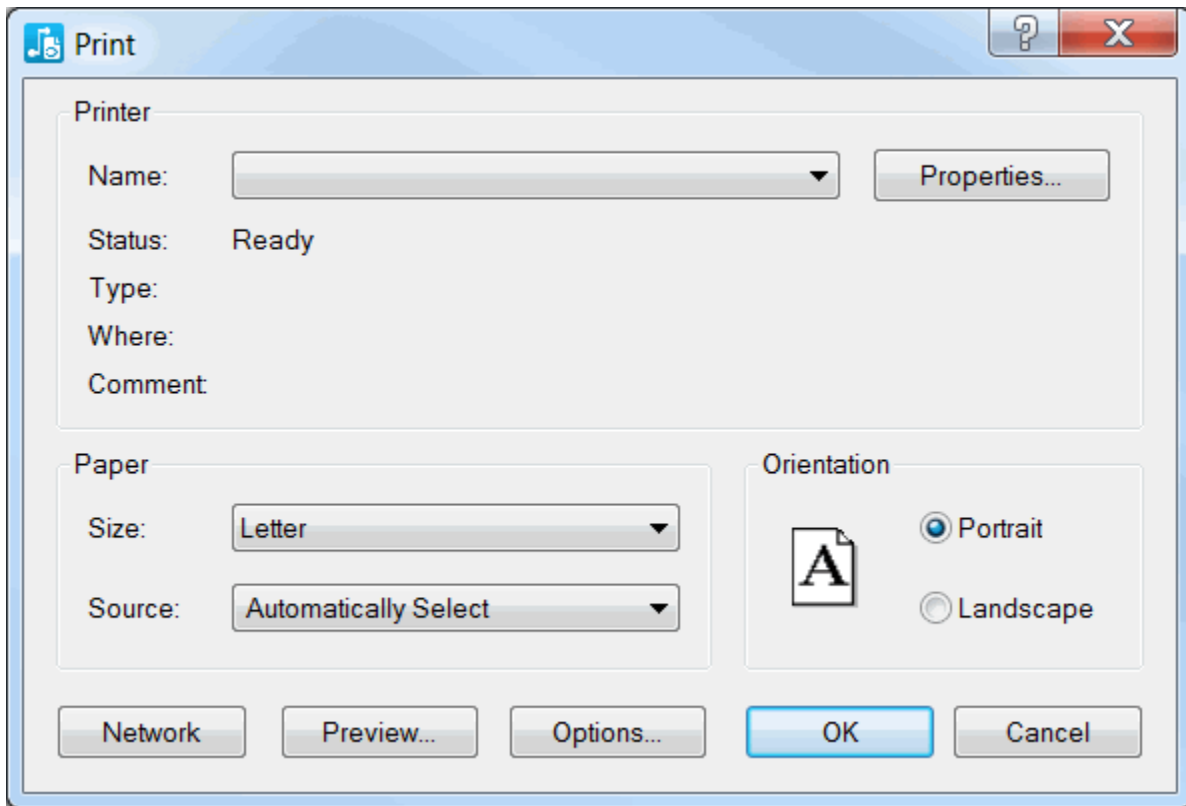 Print
Printer
Name:
Properties...
Status: Ready
Type:
Where:
Comment:
Paper
Size: Letter
Source: Automatically Select
Orientation
A
Portrait
Landscape
Network Preview... Options... OK Cancel